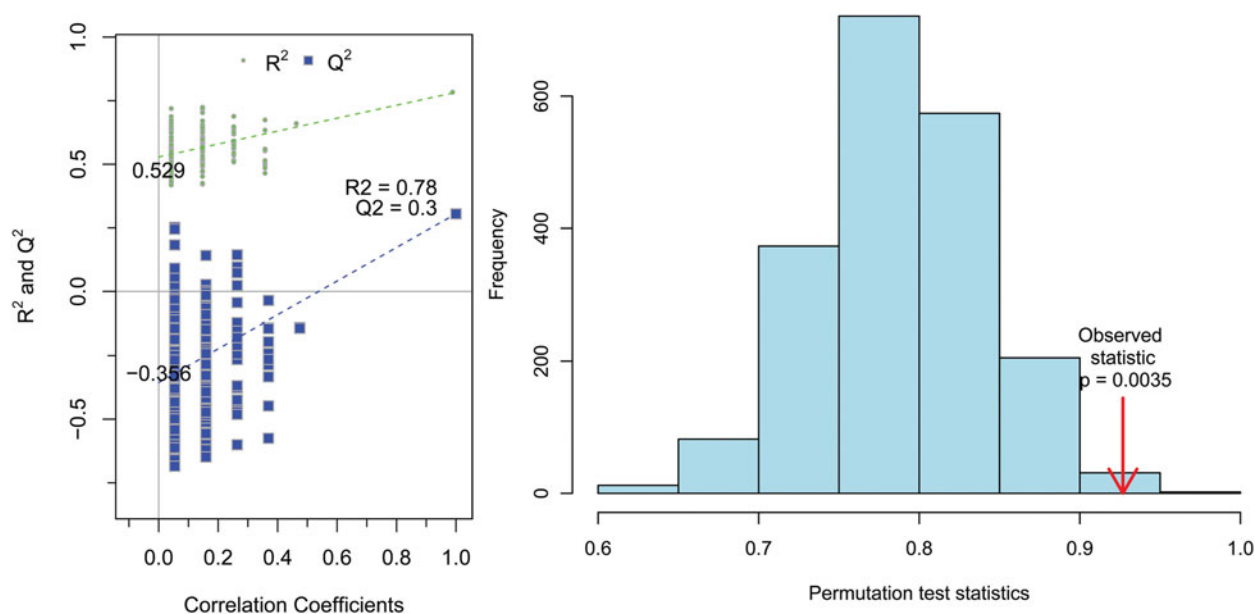 R² Q²
1.0
0.5
0.0
−0.5
R² and Q²
0.529
−0.356
R2 = 0.78
Q2 = 0.3
0.0 0.2 0.4 0.6 0.8 1.0
Correlation Coefficients
600
400
200
0
Frequency
Observed
statistic
p = 0.0035
0.6 0.7 0.8 0.9 1.0
Permutation test statistics